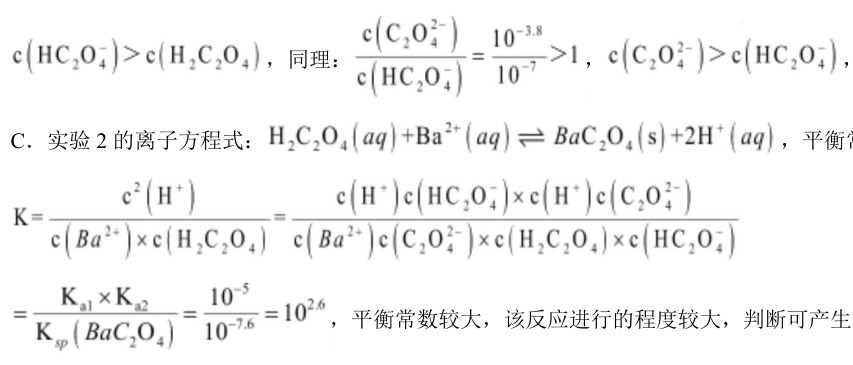 c(HC₂O₄⁻)>c(H₂C₂O₄)，同理：c(C₂O₄²⁻)/c(HC₂O₄⁻)=10⁻³·⁸/10⁻⁷>1，c(C₂O₄²⁻)>c(HC₂O₄⁻)，
C．实验 2 的离子方程式：H₂C₂O₄(aq)+Ba²⁺(aq)⇌BaC₂O₄(s)+2H⁺(aq)，平衡常
K=c²(H⁺)/c(Ba²⁺)×c(H₂C₂O₄)=c(H⁺)c(HC₂O₄⁻)×c(H⁺)c(C₂O₄²⁻)/c(Ba²⁺)c(C₂O₄²⁻)×c(H₂C₂O₄)×c(HC₂O₄⁻)
=Kₐ₁×Kₐ₂/Kₛₚ(BaC₂O₄)=10⁻⁵/10⁻⁷·⁶=10²·⁶，平衡常数较大，该反应进行的程度较大，判断可产生